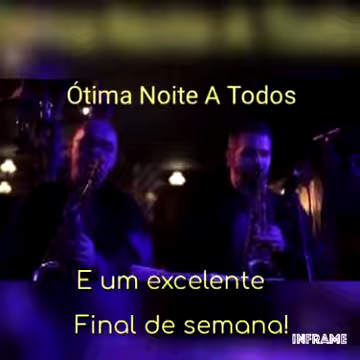 Ótima Noite A Todos
E um excelente
Final de semana!
INFRAME